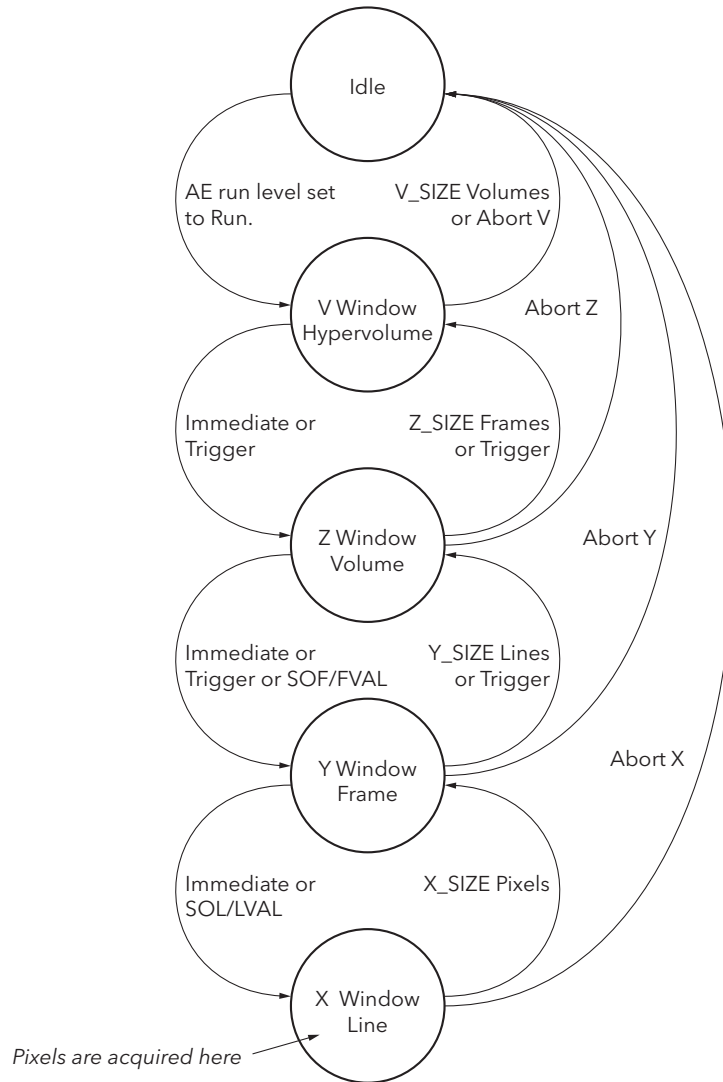 Idle
AE run level set
to Run.
V_SIZE Volumes
or Abort V
V Window
Hypervolume
Abort Z
Immediate or
Trigger
Z_SIZE Frames
or Trigger
Z Window
Volume
Abort Y
Immediate or
Trigger or SOF/FVAL
Y_SIZE Lines
or Trigger
Y Window
Frame
Abort X
Immediate or
SOL/LVAL
X_SIZE Pixels
X Window
Line
Pixels are acquired here